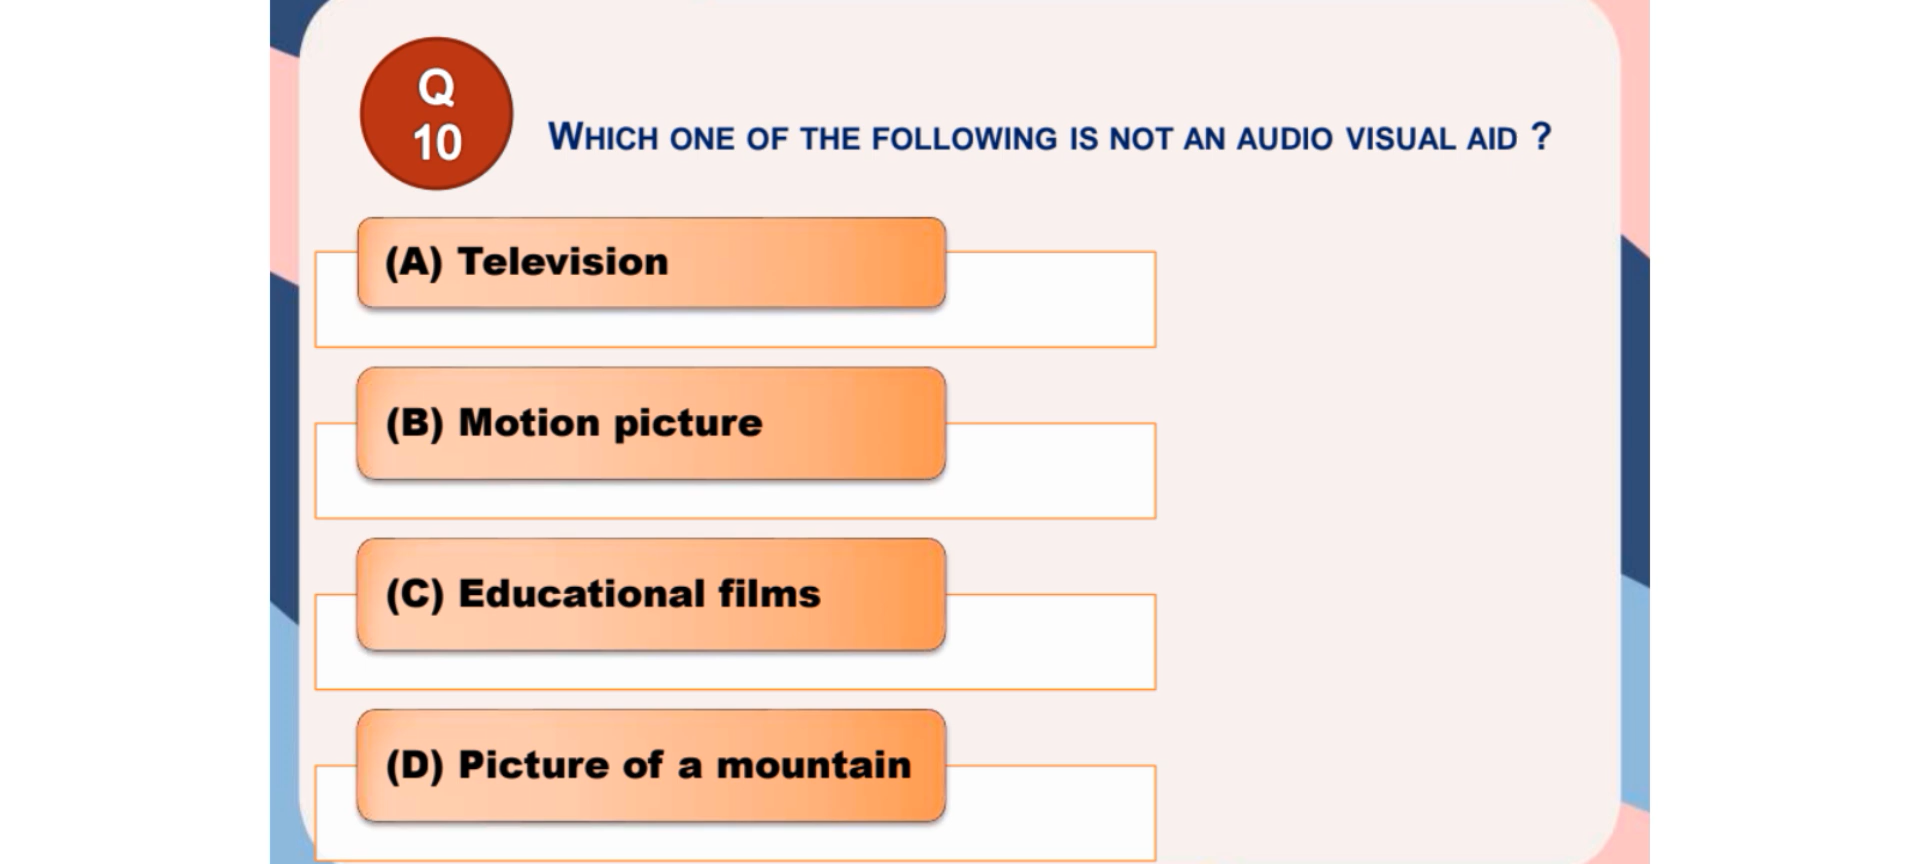 Q
10
WHICH ONE OF THE FOLLOWING IS NOT AN AUDIO VISUAL AID ?
(A) Television
(B) Motion picture
(C) Educational films
(D) Picture of a mountain